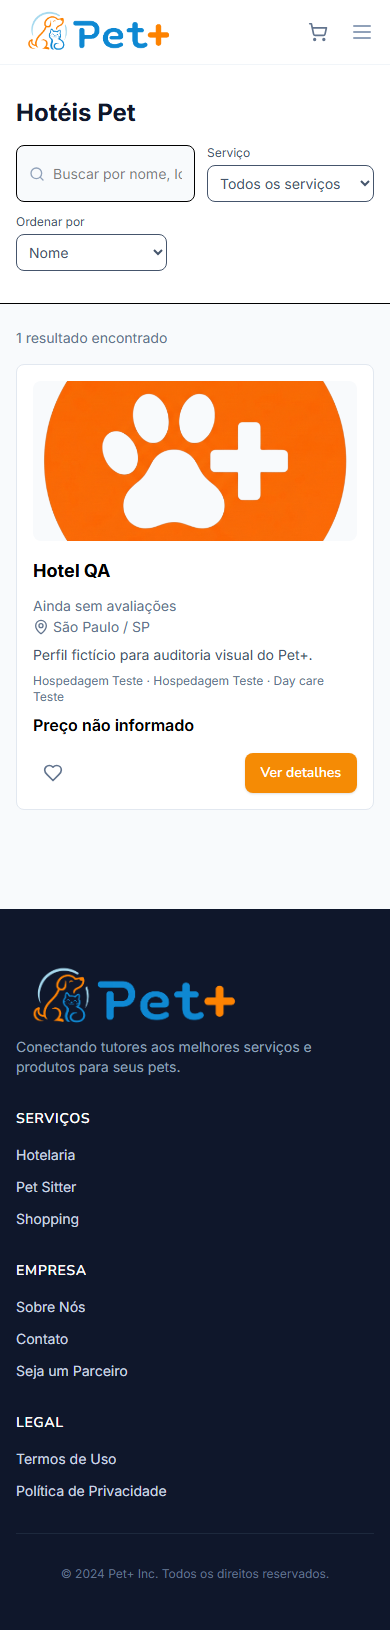 Pet+
Hotéis Pet
Serviço
Buscar por nome, lo
Todos os serviços
Ordenar por
Nome
1 resultado encontrado
Hotel QA
Ainda sem avaliações
São Paulo / SP
Perfil fictício para auditoria visual do Pet+.
Hospedagem Teste · Hospedagem Teste · Day care
Teste
Preço não informado
Ver detalhes
Pet+
Conectando tutores aos melhores serviços e
produtos para seus pets.
SERVIÇOS
Hotelaria
Pet Sitter
Shopping
EMPRESA
Sobre Nós
Contato
Seja um Parceiro
LEGAL
Termos de Uso
Política de Privacidade
© 2024 Pet+ Inc. Todos os direitos reservados.